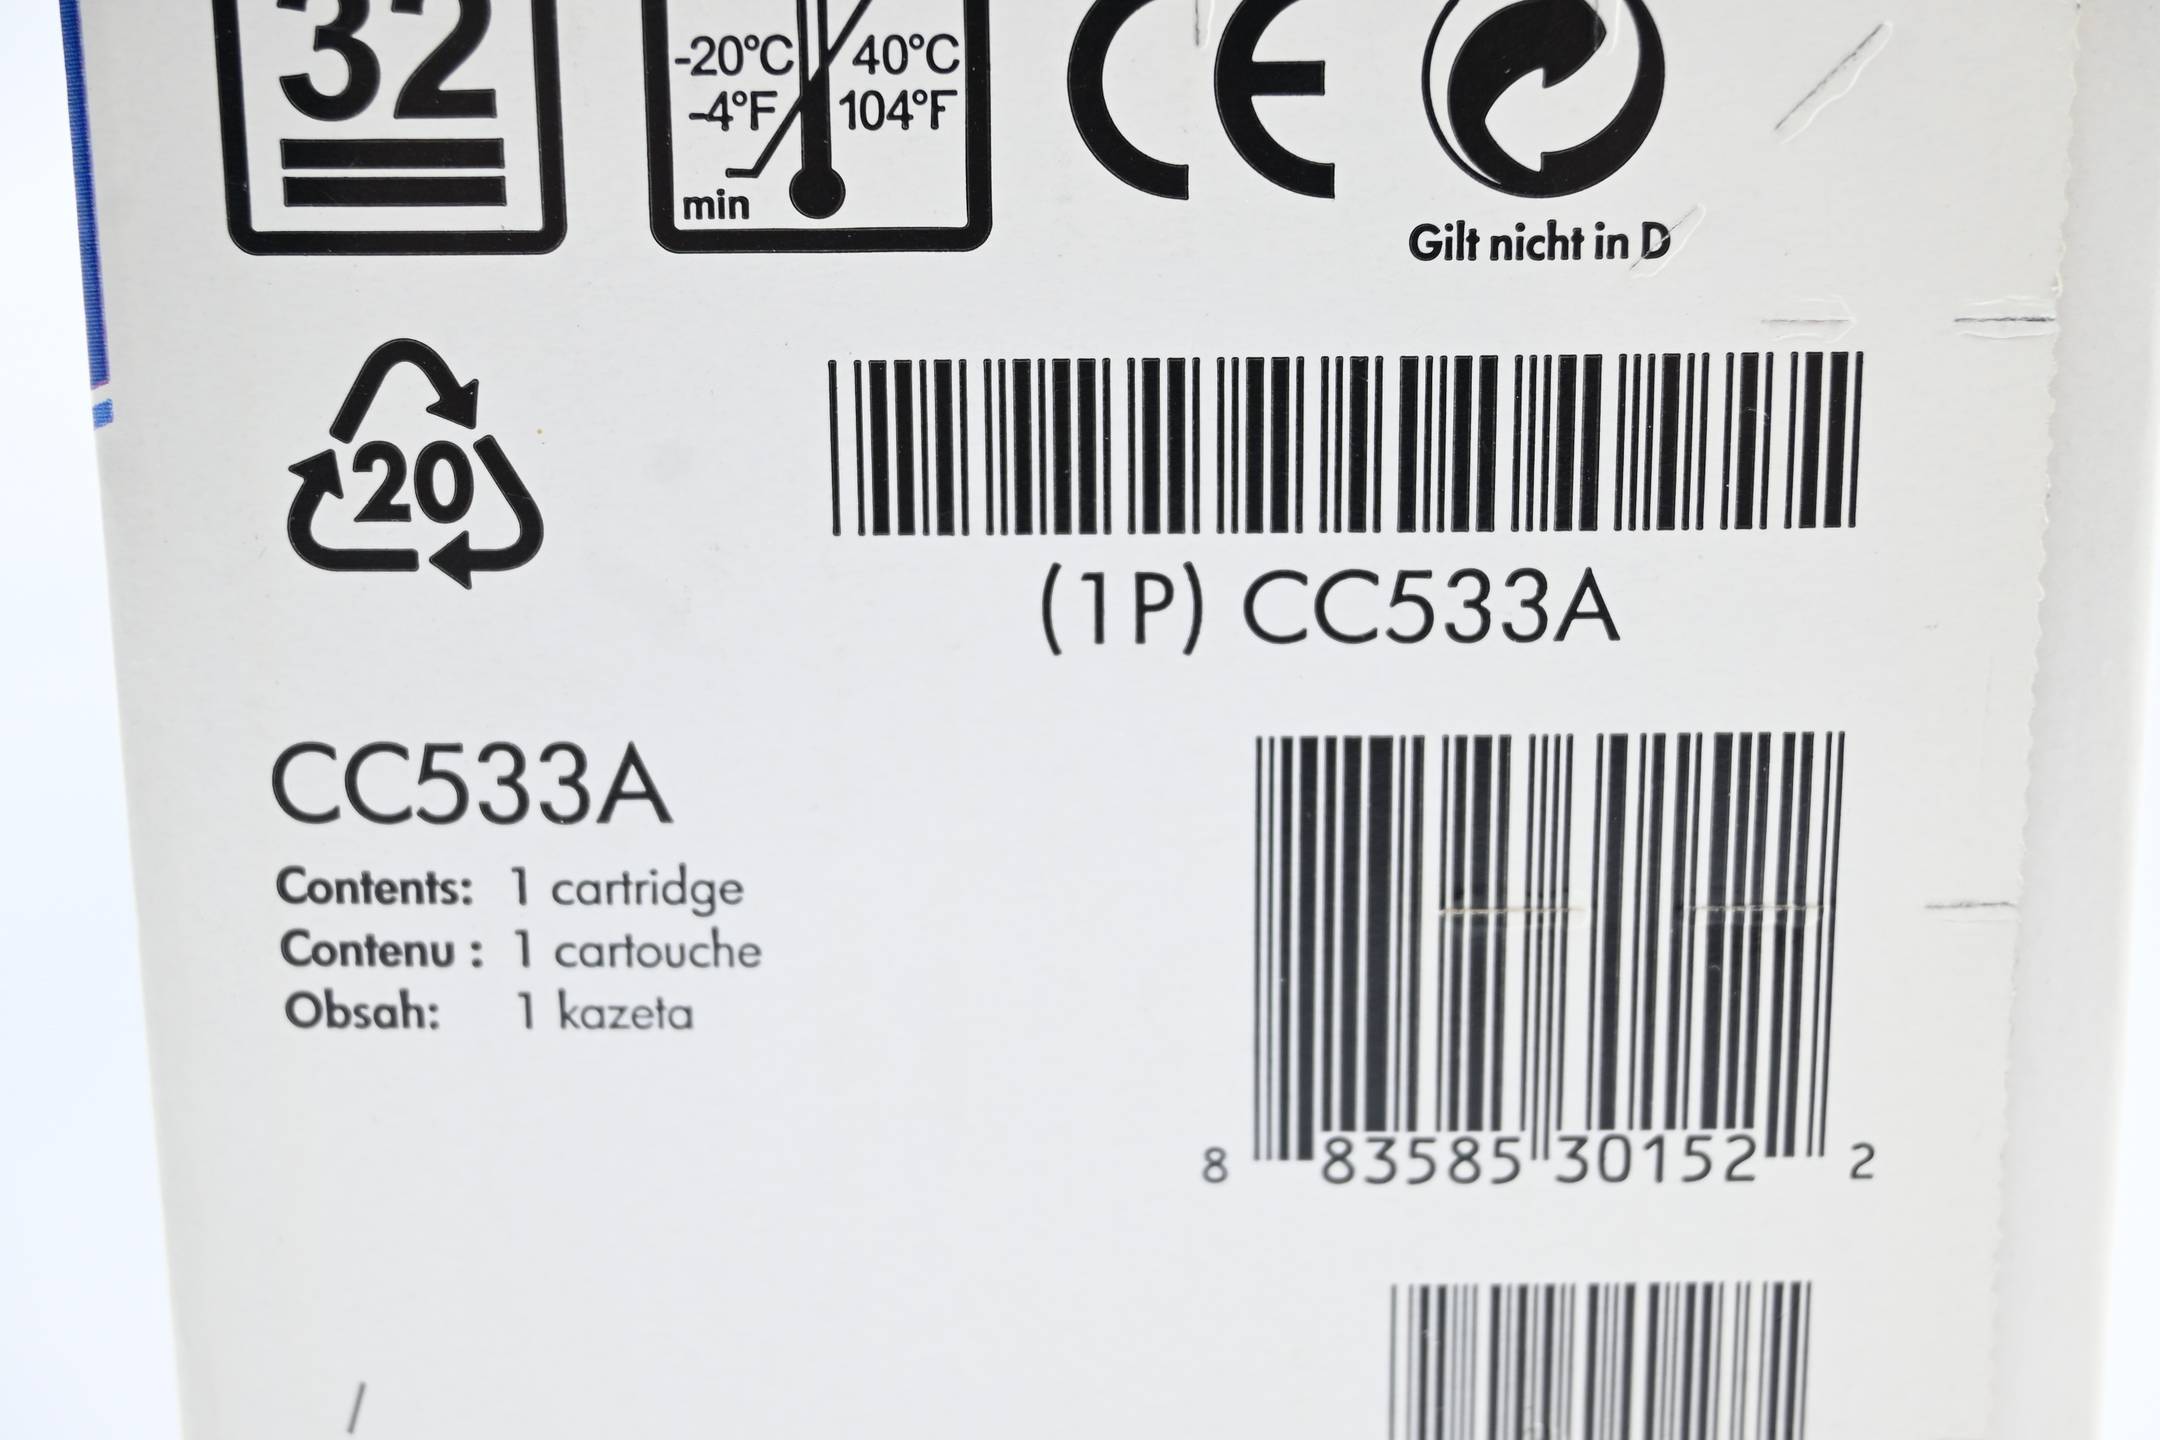 32
-20°C 40°C
-4°F 104°F
min
CE
Gilt nicht in D
20
(1P) CC533A
CC533A
Contents: 1 cartridge
Contenu : 1 cartouche
Obsah: 1 kazeta
8 83585 30152 2